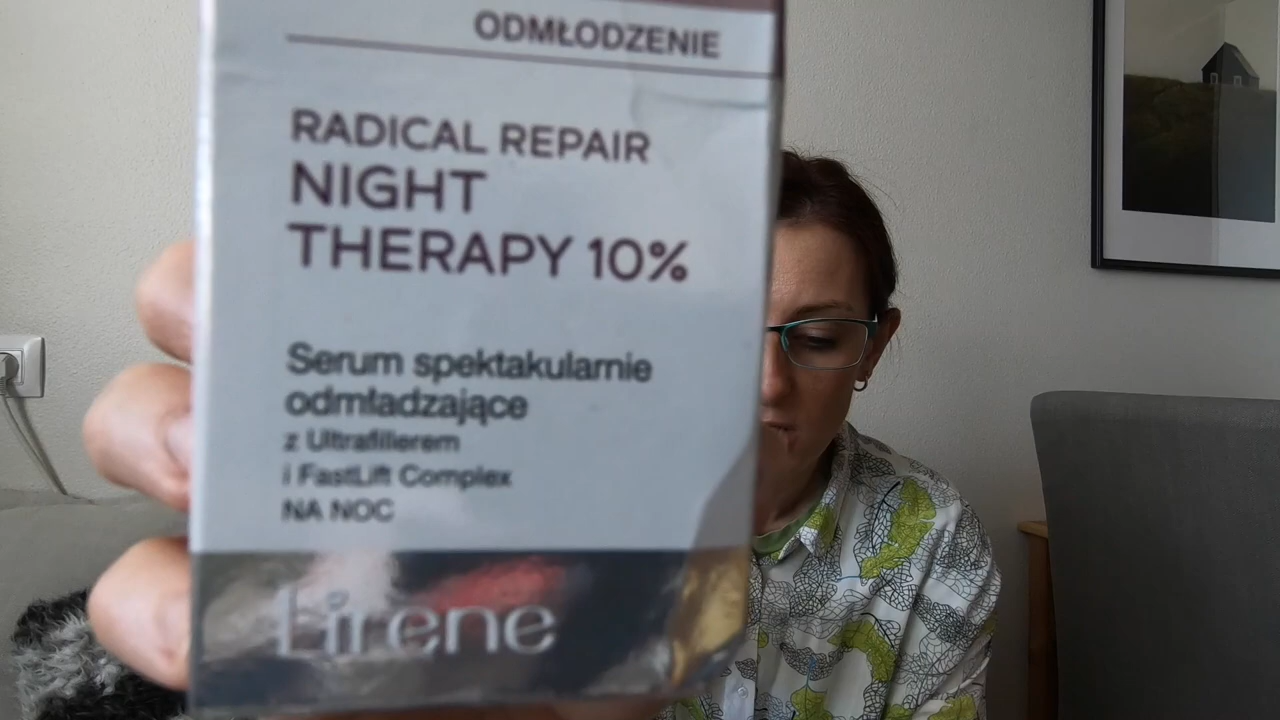 ODMŁODZENIE
RADICAL REPAIR
NIGHT
THERAPY 10%
Serum spektakularnie
odmładzające
z Ultrafillerem
i FastLift Complex
NA NOC
Lirene